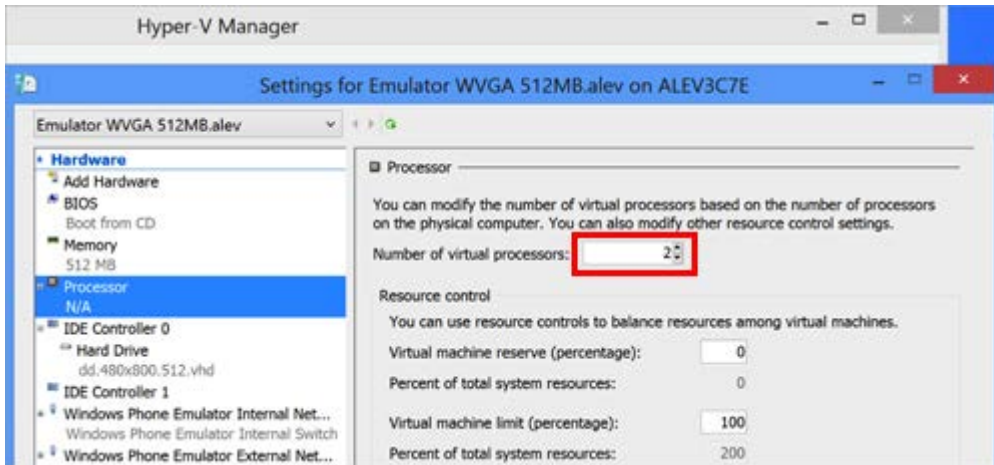 Hyper-V Manager
Settings for Emulator WVGA 512MB.alev on ALEV3C7E
Emulator WVGA 512MB.alev
Hardware
Add Hardware
BIOS
Boot from CD
Memory
512 MB
Processor
N/A
IDE Controller 0
Hard Drive
dd.480x800.512.vhd
IDE Controller 1
Windows Phone Emulator Internal Net...
Windows Phone Emulator Internal Switch
Windows Phone Emulator External Net...
Processor
You can modify the number of virtual processors based on the number of processors
on the physical computer. You can also modify other resource control settings.
Number of virtual processors: 2
Resource control
You can use resource controls to balance resources among virtual machines.
Virtual machine reserve (percentage): 0
Percent of total system resources: 0
Virtual machine limit (percentage): 100
Percent of total system resources: 200